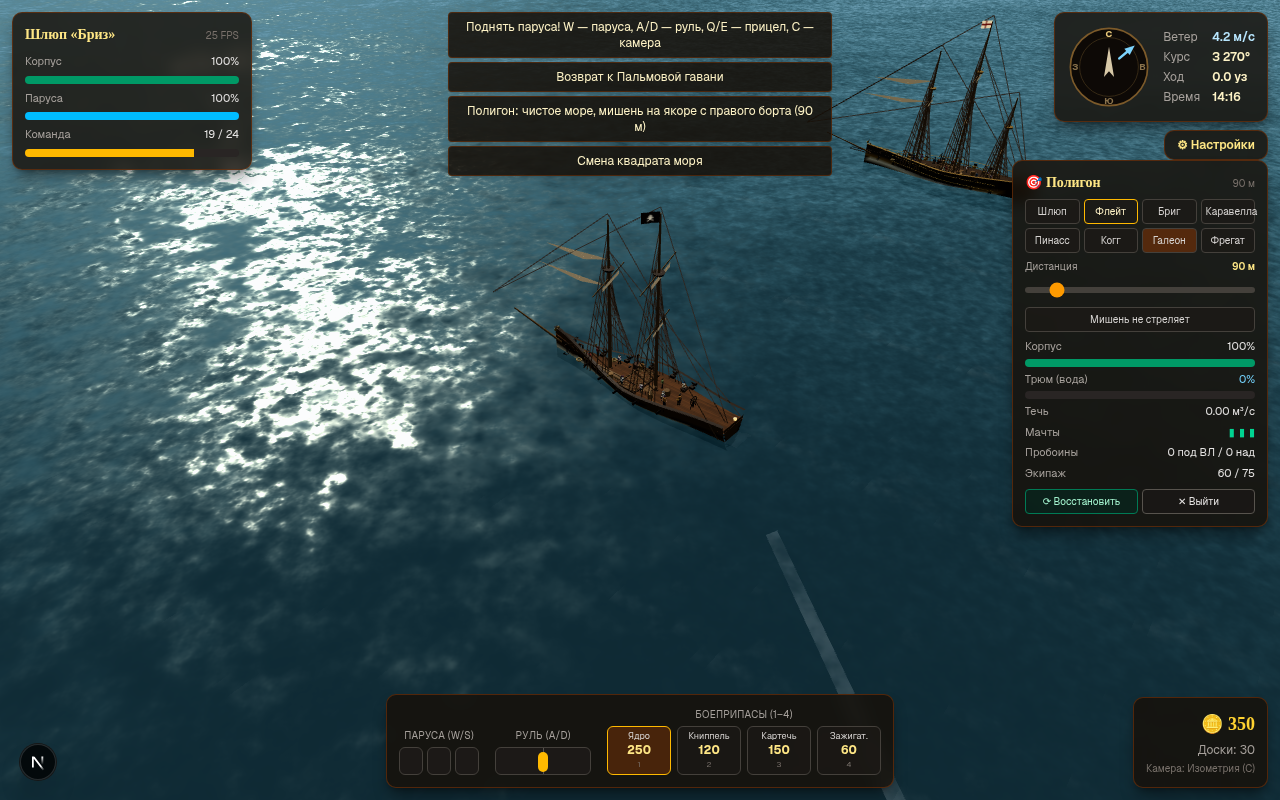 Шлюп «Бриз»
25 FPS
Корпус
100%
Паруса
100%
Команда
19 / 24
Поднять паруса! W — паруса, A/D — руль, Q/E — прицел, C —
камера
Возврат к Пальмовой гавани
Полигон: чистое море, мишень на якоре с правого борта (90
м)
Смена квадрата моря
С
З
В
Ю
Ветер
4.2 м/с
Курс
З 270°
Ход
0.0 уз
Время
14:16
⚙ Настройки
🎯 Полигон
90 м
Шлюп
Флейт
Бриг
Каравелла
Пинасс
Когг
Галеон
Фрегат
Дистанция
90 м
Мишень не стреляет
Корпус
100%
Трюм (вода)
0%
Течь
0.00 м³/с
Мачты
Пробоины
0 под ВЛ / 0 над
Экипаж
60 / 75
⟳ Восстановить
✕ Выйти
ПАРУСА (W/S)
РУЛЬ (A/D)
БОЕПРИПАСЫ (1–4)
Ядро
250
1
Книппель
120
2
Картечь
150
3
Зажигат.
60
4
N
🪙 350
Доски: 30
Камера: Изометрия (C)